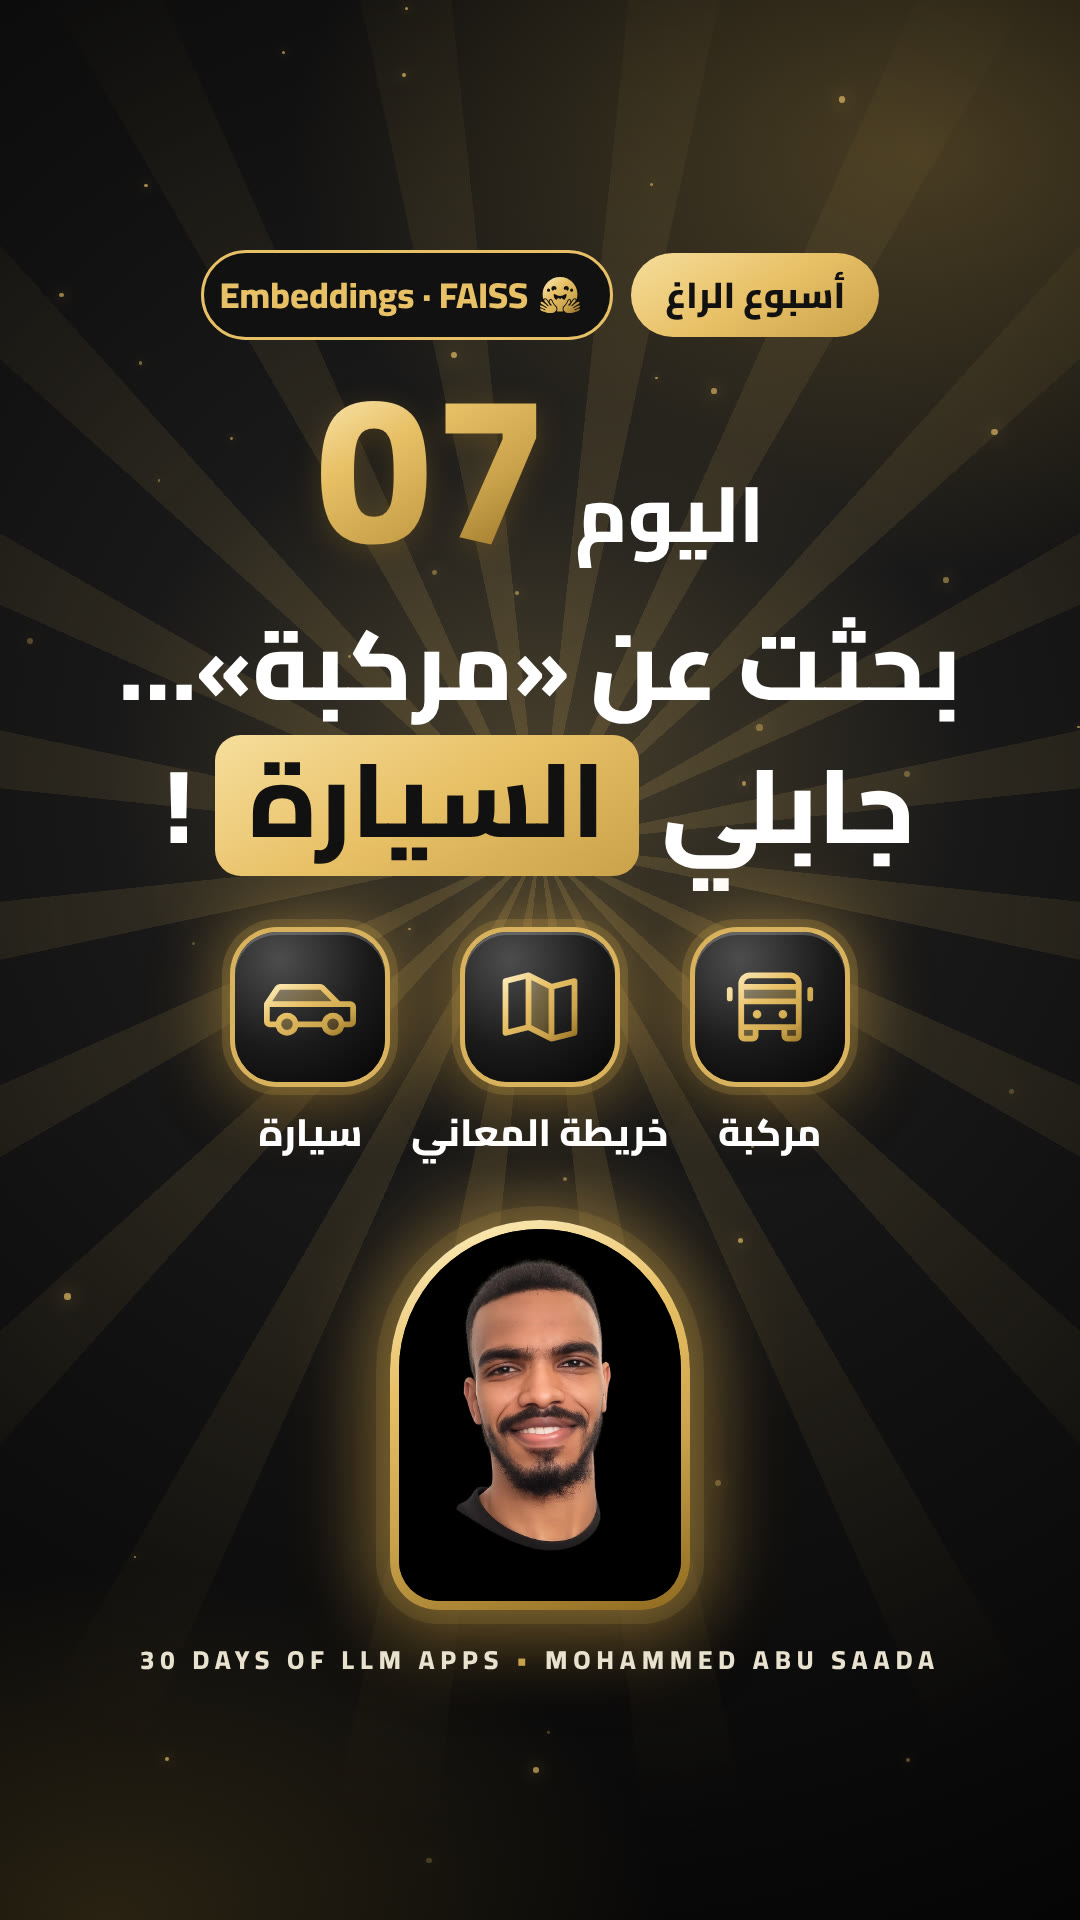 أسبوع الراغ
Embeddings · FAISS
اليوم 07
بحثت عن «مركبة»...
جابلي السيارة !
مركبة
خريطة المعاني
سيارة
30 DAYS OF LLM APPS · MOHAMMED ABU SAADA